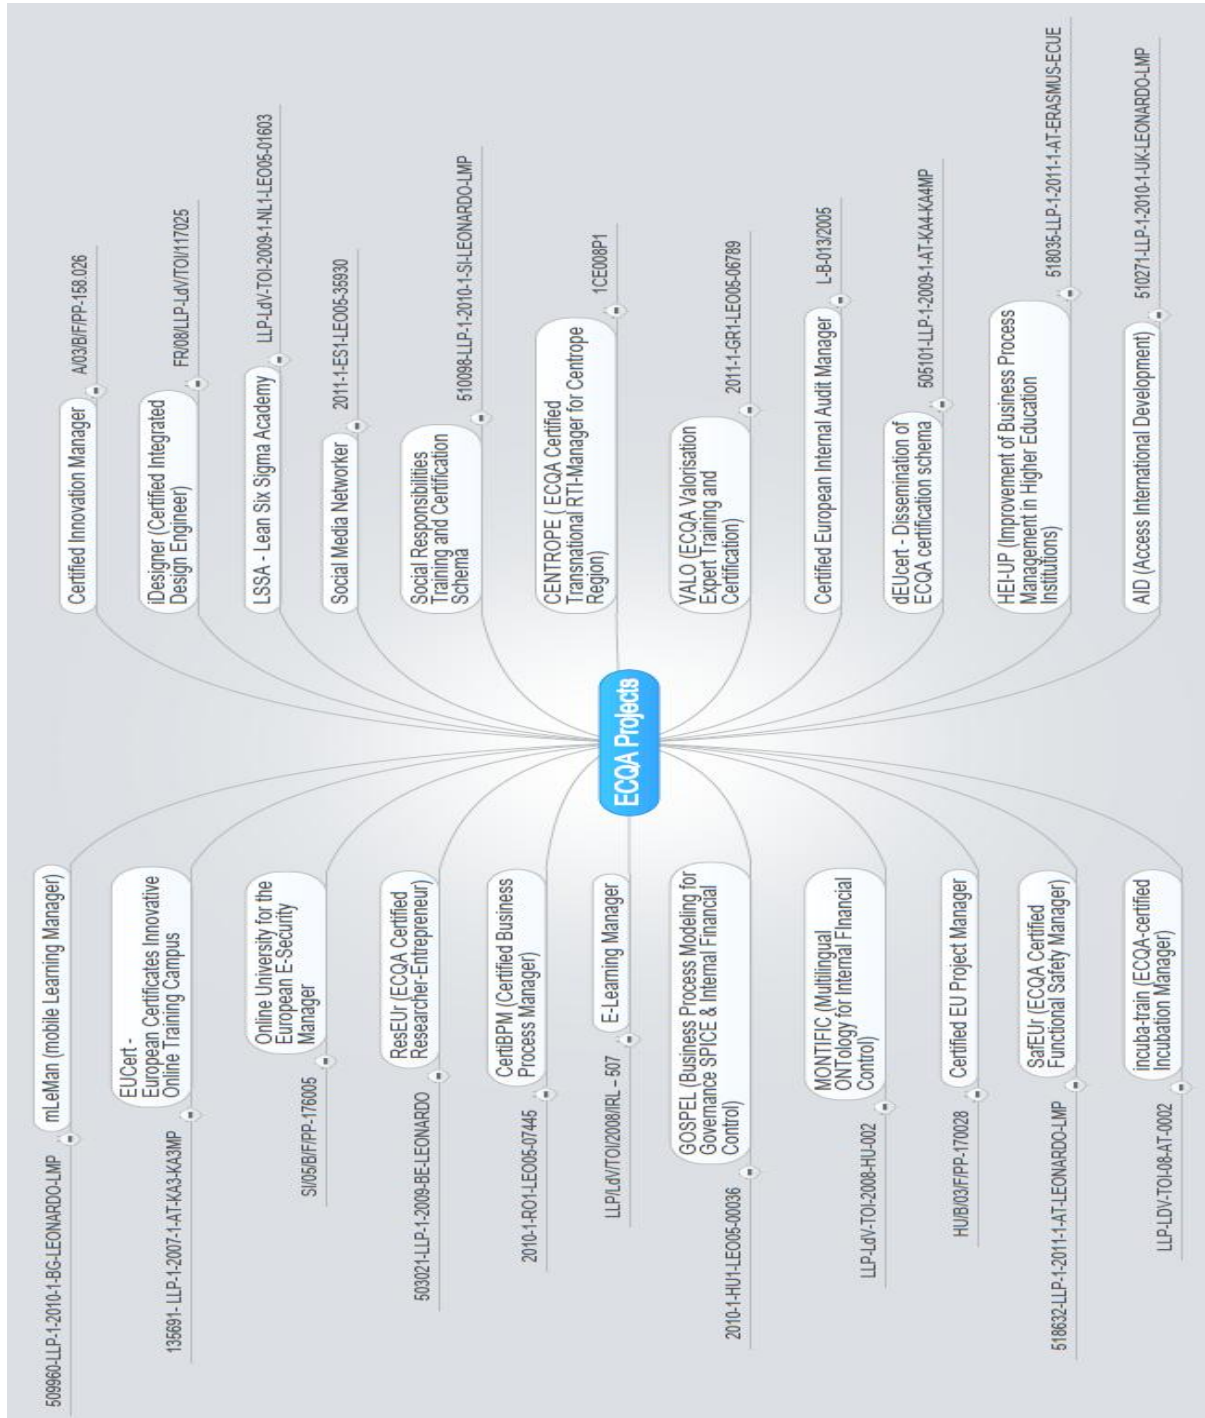 ECQA Projects
Certified Innovation Manager
A/03/B/F/PP-158.026
iDesigner (Certified Integrated
Design Engineer)
FR/08/LLP-LdV/TOI/117025
LSSA - Lean Six Sigma Academy
LLP-LdV-TOI-2009-1-NL1-LEO05-01603
Social Media Networker
2011-1-ES1-LEO05-35930
Social Responsibilities
Training and Certification
Schema
510098-LLP-1-2010-1-SI-LEONARDO-LMP
CENTROPE ( ECQA Certified
Transnational RTI-Manager for Centrope
Region)
1CE008P1
VALO (ECQA Valorisation
Expert Training and
Certification)
2011-1-GR1-LEO05-06789
Certified European Internal Audit Manager
L-B-013/2005
dEUcert - Dissemination of
ECQA certification schema
505101-LLP-1-2009-1-AT-KA4-KA4MP
HEI-UP (Improvement of Business Process
Management in Higher Education
Institutions)
518035-LLP-1-2011-1-AT-ERASMUS-ECUE
AID (Access International Development)
510271-LLP-1-2010-1-UK-LEONARDO-LMP
mLeMan (mobile Learning Manager)
509960-LLP-1-2010-1-BG-LEONARDO-LMP
EUCert -
European Certificates Innovative
Online Training Campus
135691- LLP-1-2007-1-AT-KA3-KA3MP
Online University for the
European E-Security
Manager
SI/05/B/F/PP-176005
ResEUr (ECQA Certified
Researcher-Entrepreneur)
503021-LLP-1-2009-BE-LEONARDO
CertiBPM (Certified Business
Process Manager)
2010-1-RO1-LEO05-07445
E-Learning Manager
LLP/LdV/TOI/2008/IRL – 507
GOSPEL (Business Process Modeling for
Governance SPICE & Internal Financial
Control)
2010-1-HU1-LEO05-00036
MONTIFIC (Multilingual
ONTology for Internal FInancial
Control)
LLP-LdV-TOI-2008-HU-002
Certified EU Project Manager
HU/B/03/F/PP-170028
SafEUr (ECQA Certified
Functional Safety Manager)
518632-LLP-1-2011-1-AT-LEONARDO-LMP
incuba-train (ECQA-certified
Incubation Manager)
LLP-LDV-TOI-08-AT-0002